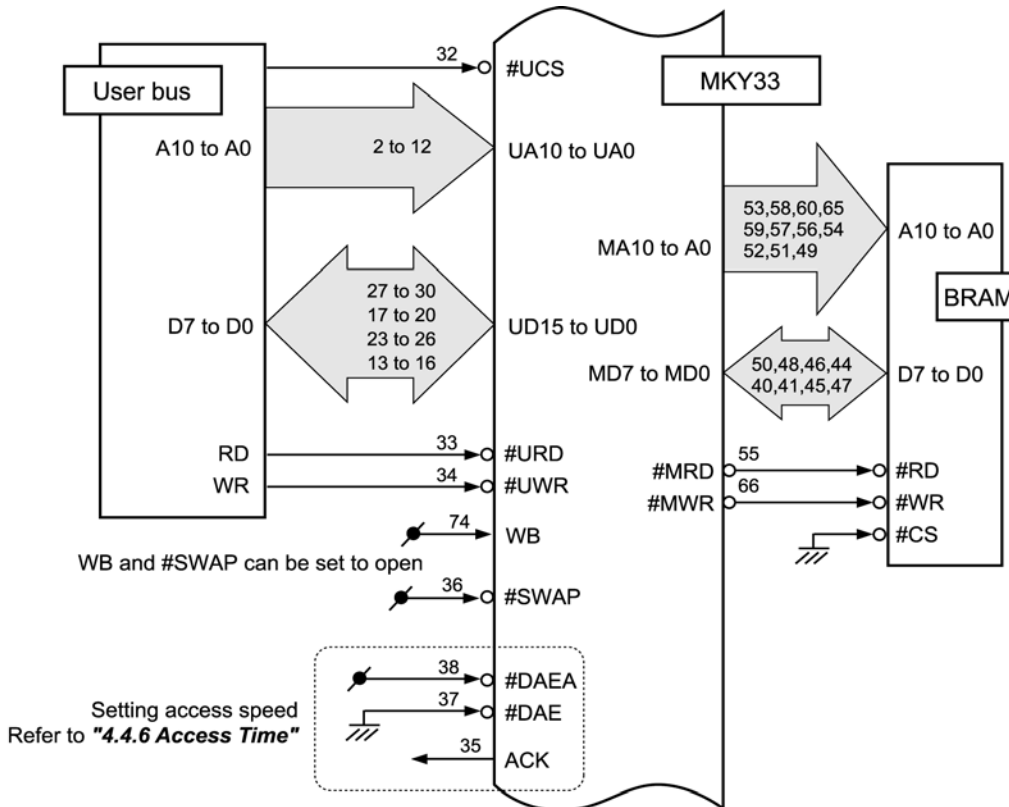 User bus
32
#UCS
MKY33
A10 to A0
2 to 12
UA10 to UA0
53,58,60,65
59,57,56,54
52,51,49
MA10 to A0
A10 to A0
BRAM
D7 to D0
27 to 30
17 to 20
23 to 26
13 to 16
UD15 to UD0
MD7 to MD0
50,48,46,44
40,41,45,47
D7 to D0
RD
33
#URD
WR
34
#UWR
#MRD
55
#RD
#MWR
66
#WR
#CS
74
WB
WB and #SWAP can be set to open
36
#SWAP
38
#DAEA
37
#DAE
Setting access speed
Refer to "4.4.6 Access Time"
35
ACK